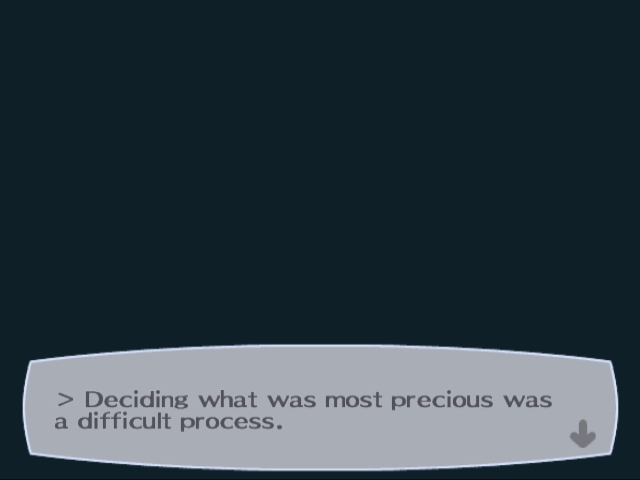 > Deciding what was most precious was
a difficult process.